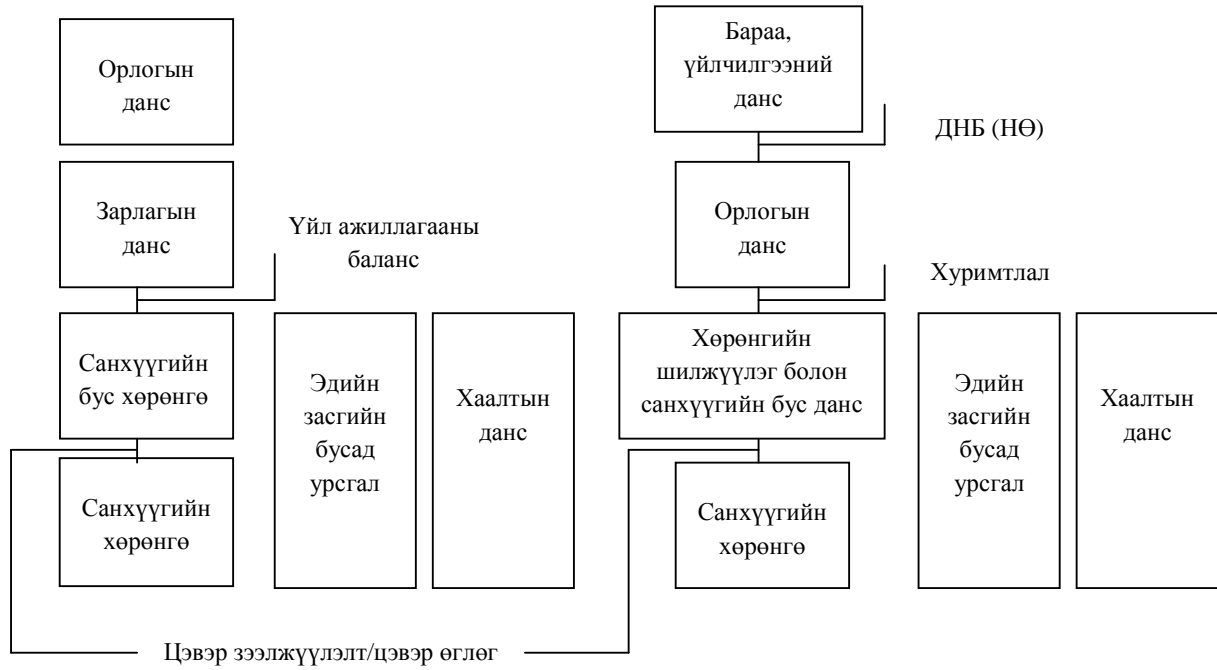 Орлогын
данс
Зарлагын
данс
Үйл ажиллагааны
баланс
Санхүүгийн
бус хөрөнгө
Санхүүгийн
хөрөнгө
Эдийн
засгийн
бусад
урсгал
Хаалтын
данс
Бараа,
үйлчилгээний
данс
ДНБ (НӨ)
Орлогын
данс
Хуримтлал
Хөрөнгийн
шилжүүлэг болон
санхүүгийн бус данс
Санхүүгийн
хөрөнгө
Эдийн
засгийн
бусад
урсгал
Хаалтын
данс
Цэвэр зээлжүүлэлт/цэвэр өглөг